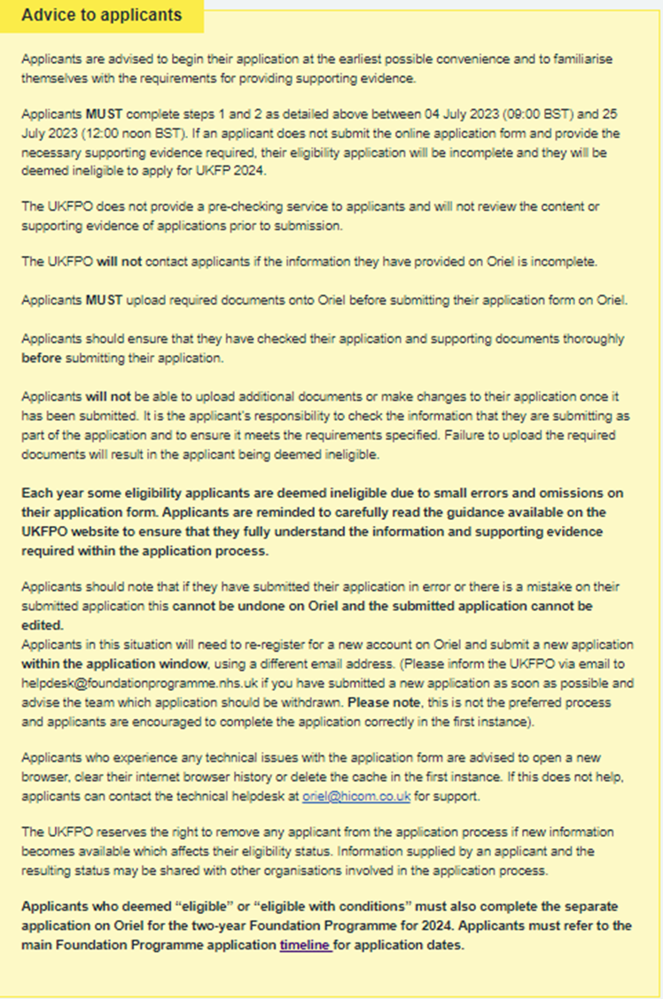 Advice to applicants
Applicants are advised to begin their application at the earliest possible convenience and to familiarise
themselves with the requirements for providing supporting evidence.
Applicants MUST complete steps 1 and 2 as detailed above between 04 July 2023 (09:00 BST) and 25
July 2023 (12:00 noon BST). If an applicant does not submit the online application form and provide the
necessary supporting evidence required, their eligibility application will be incomplete and they will be
deemed ineligible to apply for UKFP 2024.
The UKFPO does not provide a pre-checking service to applicants and will not review the content or
supporting evidence of applications prior to submission.
The UKFPO will not contact applicants if the information they have provided on Oriel is incomplete.
Applicants MUST upload required documents onto Oriel before submitting their application form on Oriel.
Applicants should ensure that they have checked their application and supporting documents thoroughly
before submitting their application.
Applicants will not be able to upload additional documents or make changes to their application once it
has been submitted. It is the applicant's responsibility to check the information that they are submitting as
part of the application and to ensure it meets the requirements specified. Failure to upload the required
documents will result in the applicant being deemed ineligible.
Each year some eligibility applicants are deemed ineligible due to small errors and omissions on
their application form. Applicants are reminded to carefully read the guidance available on the
UKFPO website to ensure that they fully understand the information and supporting evidence
required within the application process.
Applicants should note that if they have submitted their application in error or there is a mistake on their
submitted application this cannot be undone on Oriel and the submitted application cannot be
edited.
Applicants in this situation will need to re-register for a new account on Oriel and submit a new application
within the application window, using a different email address. (Please inform the UKFPO via email to
helpdesk@foundationprogramme.nhs.uk if you have submitted a new application as soon as possible and
advise the team which application should be withdrawn. Please note, this is not the preferred process
and applicants are encouraged to complete the application correctly in the first instance).
Applicants who experience any technical issues with the application form are advised to open a new
browser, clear their internet browser history or delete the cache in the first instance. If this does not help,
applicants can contact the technical helpdesk at oriel@hicom.co.uk for support.
The UKFPO reserves the right to remove any applicant from the application process if new information
becomes available which affects their eligibility status. Information supplied by an applicant and the
resulting status may be shared with other organisations involved in the application process.
Applicants who deemed “eligible” or “eligible with conditions” must also complete the separate
application on Oriel for the two-year Foundation Programme for 2024. Applicants must refer to the
main Foundation Programme application timeline for application dates.